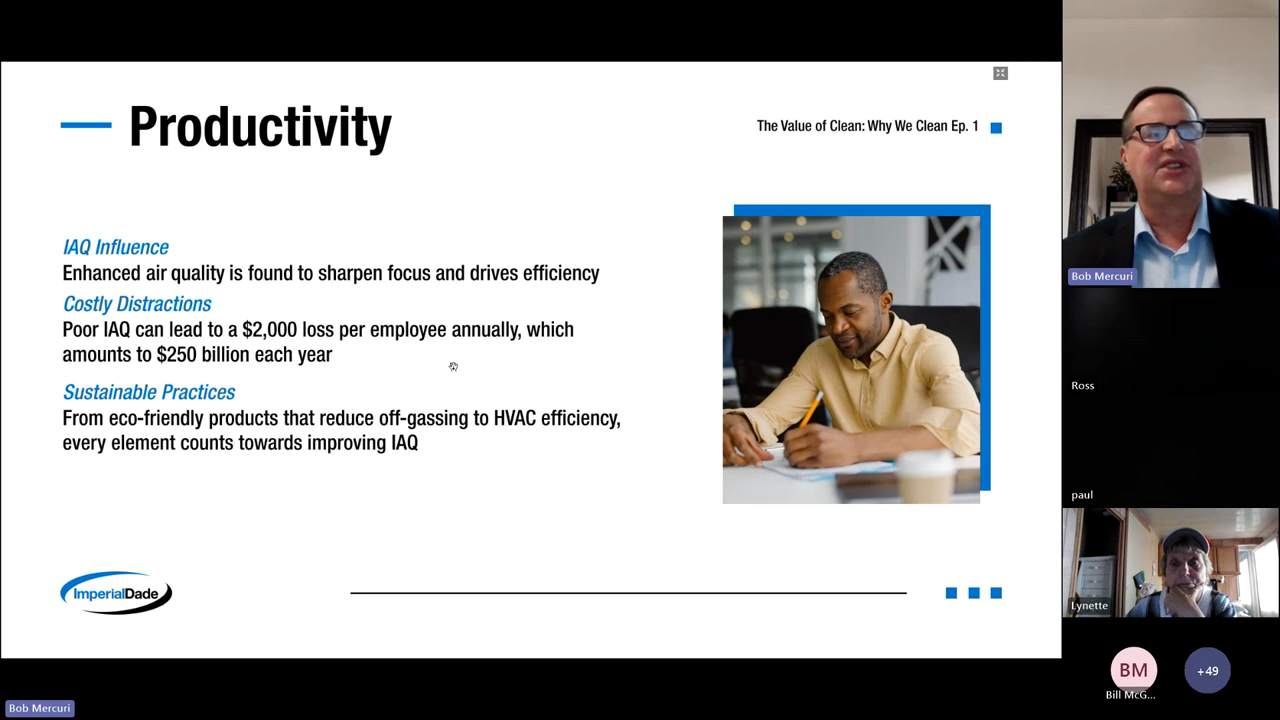 Productivity
The Value of Clean: Why We Clean Ep. 1
IAQ Influence
Enhanced air quality is found to sharpen focus and drives efficiency
Costly Distractions
Poor IAQ can lead to a $2,000 loss per employee annually, which
amounts to $250 billion each year
Sustainable Practices
From eco-friendly products that reduce off-gassing to HVAC efficiency,
every element counts towards improving IAQ
ImperialDade
Bob Mercuri
Ross
paul
Lynette
BM
Bill McG...
+49
Bob Mercuri